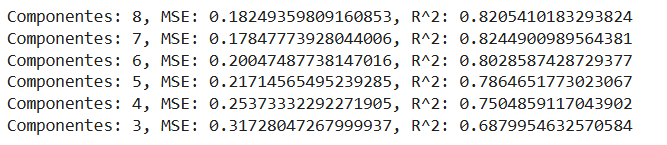 Componentes: 8, MSE: 0.18249359809160853, R^2: 0.8205410183293824
Componentes: 7, MSE: 0.17847773928044006, R^2: 0.8244900989564381
Componentes: 6, MSE: 0.20047487738147016, R^2: 0.8028587428729377
Componentes: 5, MSE: 0.21714565495239285, R^2: 0.7864651773023067
Componentes: 4, MSE: 0.25373332292271905, R^2: 0.7504859117043902
Componentes: 3, MSE: 0.31728047267999937, R^2: 0.6879954632570584